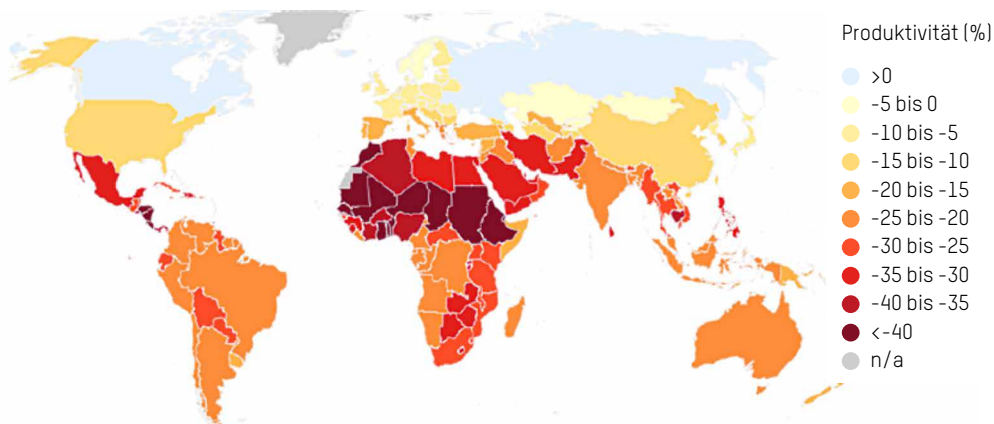 Produktivität (%)
>0
-5 bis 0
-10 bis -5
-15 bis -10
-20 bis -15
-25 bis -20
-30 bis -25
-35 bis -30
-40 bis -35
<-40
n/a